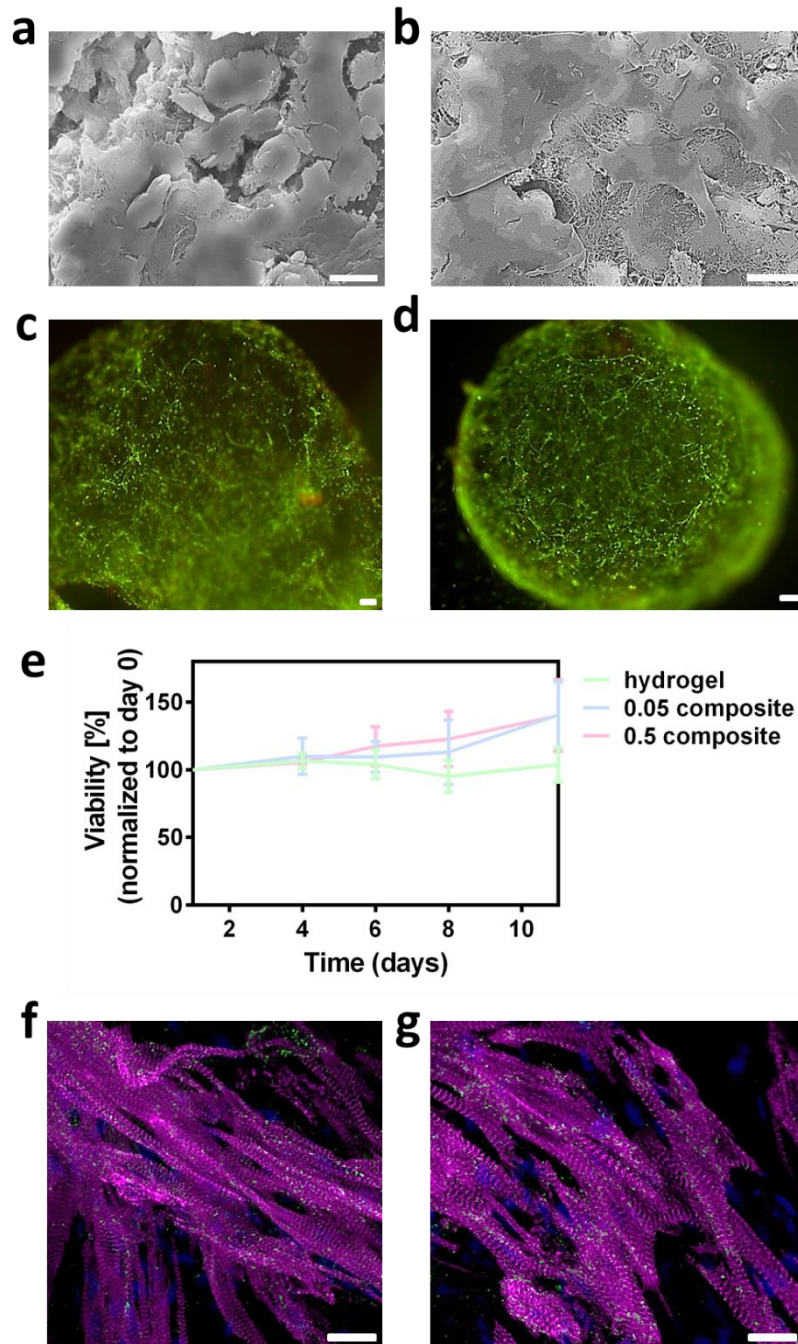 a
b
c
d
e
Viability [%]
(normalized to day 0)
150
100
50
0
2
4
6
8
10
Time (days)
hydrogel
0.05 composite
0.5 composite
f
g